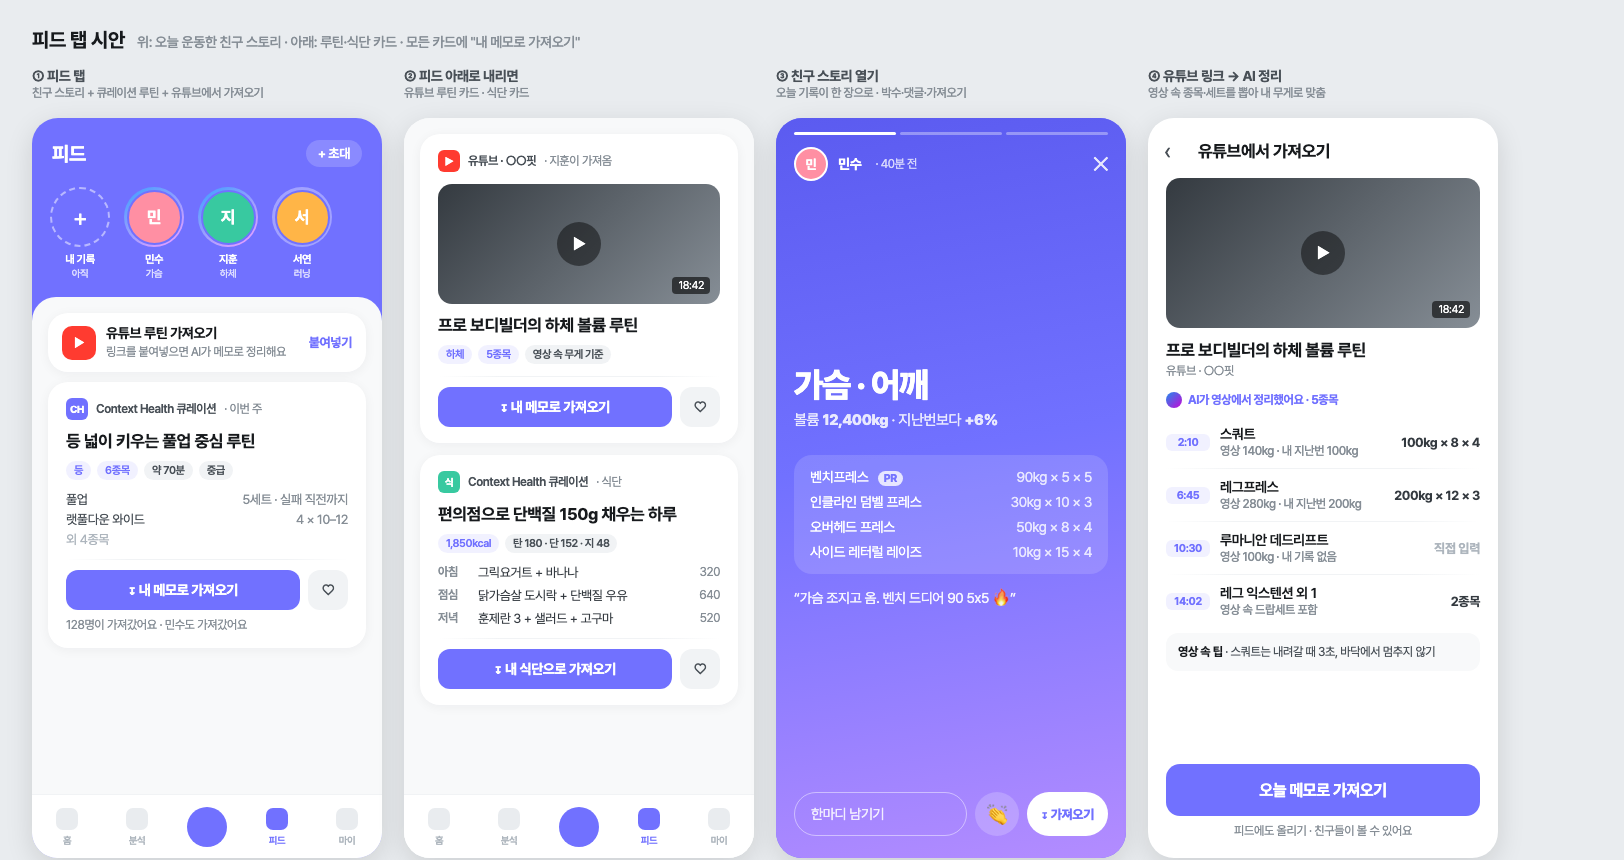 피드 탭 시안 위: 오늘 운동한 친구 스토리 · 아래: 루틴·식단 카드 · 모든 카드에 "내 메모로 가져오기"
① 피드 탭
친구 스토리 + 큐레이션 루틴 + 유튜브에서 가져오기
피드
+ 초대
+
민
지
서
내 기록
민수
지훈
서연
아직
가슴
하체
러닝
유튜브 루틴 가져오기
링크를 붙여넣으면 AI가 메모로 정리해요
붙여넣기
CH Context Health 큐레이션 · 이번 주
등 넓이 키우는 풀업 중심 루틴
등 6종목 약 70분 중급
풀업 5세트 · 실패 직전까지
랫풀다운 와이드 4 × 10–12
외 4종목
↧ 내 메모로 가져오기
128명이 가져갔어요 · 민수도 가져갔어요
홈 분석 피드 마이
② 피드 아래로 내리면
유튜브 루틴 카드 · 식단 카드
유튜브 · OO핏 · 지훈이 가져옴
18:42
프로 보디빌더의 하체 볼륨 루틴
하체 5종목 영상 속 무게 기준
↧ 내 메모로 가져오기
식 Context Health 큐레이션 · 식단
편의점으로 단백질 150g 채우는 하루
1,850kcal 탄 180 · 단 152 · 지 48
아침 그릭요거트 + 바나나 320
점심 닭가슴살 도시락 + 단백질 우유 640
저녁 훈제란 3 + 샐러드 + 고구마 520
↧ 내 식단으로 가져오기
홈 분석 피드 마이
③ 친구 스토리 열기
오늘 기록이 한 장으로 · 박수·댓글·가져오기
민 민수 · 40분 전
가슴 · 어깨
볼륨 12,400kg · 지난번보다 +6%
벤치프레스 PR 90kg × 5 × 5
인클라인 덤벨 프레스 30kg × 10 × 3
오버헤드 프레스 50kg × 8 × 4
사이드 레터럴 레이즈 10kg × 15 × 4
“가슴 조지고 옴. 벤치 드디어 90 5x5 🔥”
한마디 남기기 👏 ↧ 가져오기
④ 유튜브 링크 → AI 정리
영상 속 종목·세트를 뽑아 내 무게로 맞춤
‹ 유튜브에서 가져오기
18:42
프로 보디빌더의 하체 볼륨 루틴
유튜브 · OO핏
AI가 영상에서 정리했어요 · 5종목
2:10 스쿼트 100kg × 8 × 4
영상 140kg · 내 지난번 100kg
6:45 레그프레스 200kg × 12 × 3
영상 280kg · 내 지난번 200kg
10:30 루마니안 데드리프트 직접 입력
영상 100kg · 내 기록 없음
14:02 레그 익스텐션 외 1 2종목
영상 속 드랍세트 포함
영상 속 팁 · 스쿼트는 내려갈 때 3초, 바닥에서 멈추지 않기
오늘 메모로 가져오기
피드에도 올리기 · 친구들이 볼 수 있어요